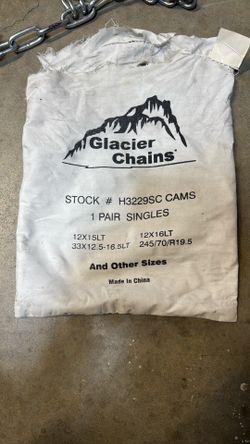 Glacier
Chains
STOCK # H3229SC CAMS
1 PAIR SINGLES
12X15LT 12X16LT
33X12.5-16.5LT 245/70/R19.5
And Other Sizes
Made In China